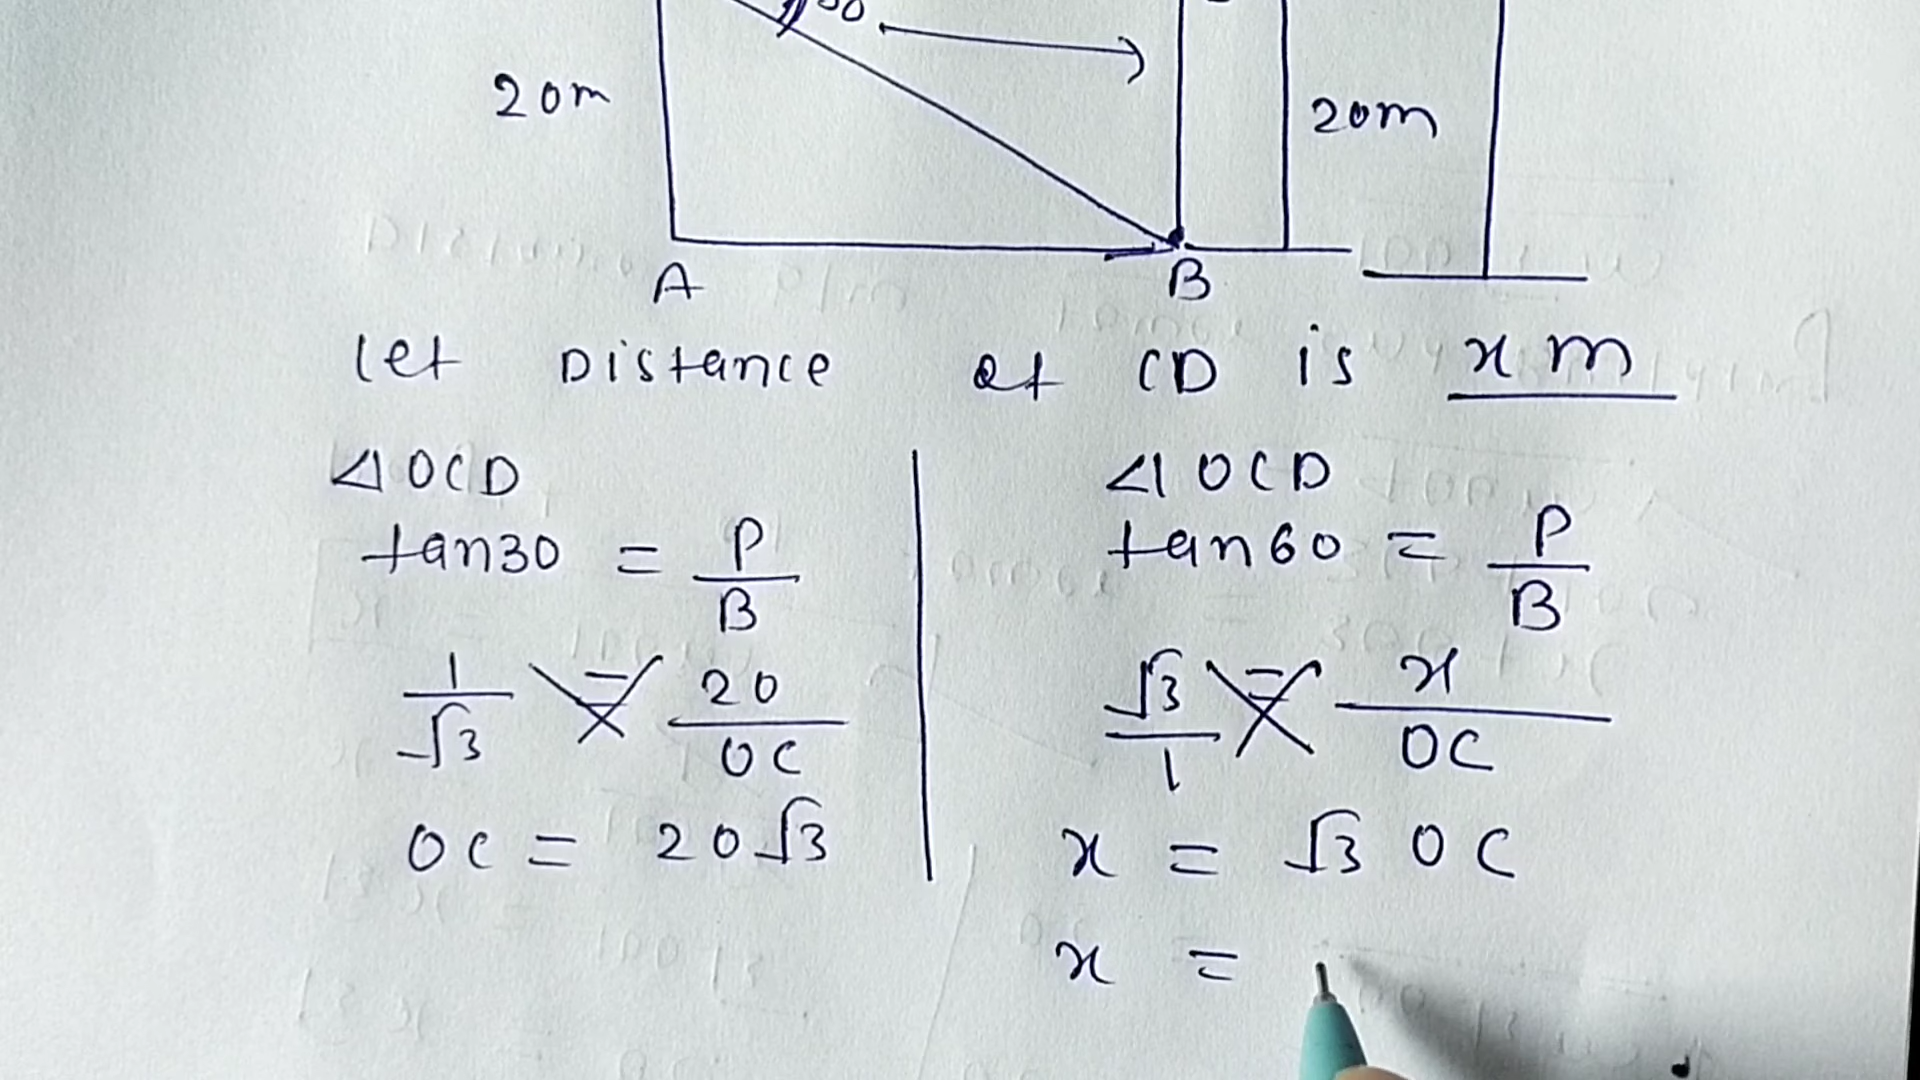 30
20m
20m
A B
let Distance of CD is x m
△OCD
tan30 = P/B
1/√3 = 20/OC
OC = 20√3
△OCD
tan60 = P/B
√3/1 = x/OC
x = √3 OC
x =